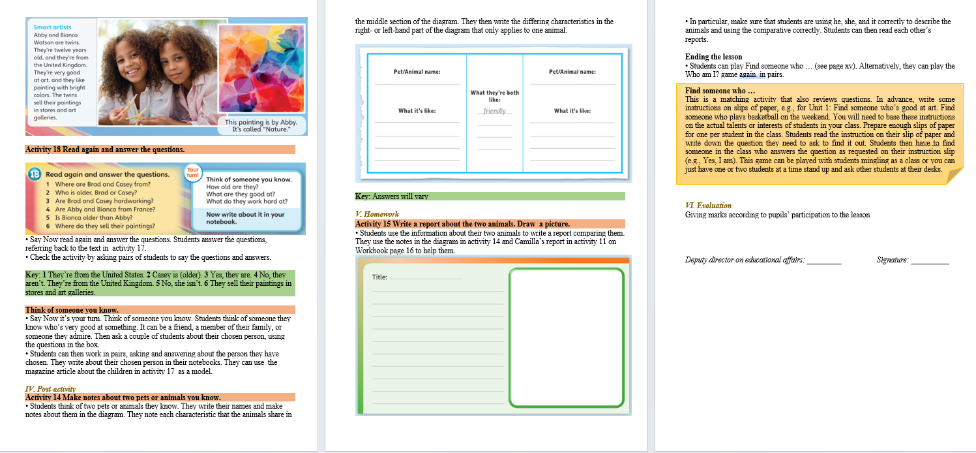 Smart artists
Abby and Bianca
Watson are twins.
They're twelve years
old, and they're from
the United Kingdom.
They're very good
at art, and they like
painting with bright
colors. The twins
sell their paintings
in stores and art
galleries.
This painting is by Abby.
It's called "Nature."
Activity 18 Read again and answer the questions.
18 Read again and answer the questions.
1 Where are Brad and Casey from?
2 Who is older, Brad or Casey?
3 Are Brad and Casey hardworking?
4 Are Abby and Bianca from France?
5 Is Bianca older than Abby?
6 Where do they sell their paintings?
Your turn!
Think of someone you know.
How old are they?
What are they good at?
What do they work hard at?
Now write about it in your
notebook.
• Say Now read again and answer the questions. Students answer the questions,
referring back to the text in activity 17.
• Check the activity by asking pairs of students to say the questions and answers.
Key: 1 They're from the United States. 2 Casey is (older). 3 Yes, they are. 4 No, they
aren't. They're from the United Kingdom. 5 No, she isn't. 6 They sell their paintings in
stores and art galleries.
Think of someone you know.
• Say Now it's your turn. Think of someone you know. Students think of someone they
know who's very good at something. It can be a friend, a member of their family, or
someone they admire. Then ask a couple of students about their chosen person, using
the questions in the box.
• Students can then work in pairs, asking and answering about the person they have
chosen. They write about their chosen person in their notebooks. They can use the
magazine article about the children in activity 17 as a model.
IV. Post-activity
Activity 14 Make notes about two pets or animals you know.
• Students think of two pets or animals they know. They write their names and make
notes about them in the diagram. They note each characteristic that the animals share in
the middle section of the diagram. They then write the differing characteristics in the
right- or left-hand part of the diagram that only applies to one animal.
Pet/Animal name:
Pet/Animal name:
What they're both
like:
What it's like:
friendly
What it's like:
Key: Answers will vary
V. Homework
Activity 15 Write a report about the two animals. Draw a picture.
• Students use the information about their two animals to write a report comparing them.
They use the notes in the diagram in activity 14 and Camilla's report in activity 11 on
Workbook page 16 to help them.
Title:
• In particular, make sure that students are using he, she, and it correctly to describe the
animals and using the comparative correctly. Students can then read each other's
reports.
Ending the lesson
• Students can play Find someone who … (see page xv). Alternatively, they can play the
Who am I? game again in pairs.
Find someone who …
This is a matching activity that also reviews questions. In advance, write some
instructions on slips of paper, e.g., for Unit 1: Find someone who's good at art. Find
someone who plays basketball on the weekend. You will need to base these instructions
on the actual talents or interests of students in your class. Prepare enough slips of paper
for one per student in the class. Students read the instruction on their slip of paper and
write down the question they need to ask to find it out. Students then have to find
someone in the class who answers the question as requested on their instruction slip
(e.g., Yes, I am). This game can be played with students mingling as a class or you can
just have one or two students at a time stand up and ask other students at their desks.
VI. Evaluation
Giving marks according to pupils' participation to the lesson
Deputy director on educational affairs: _________ Signature: _________